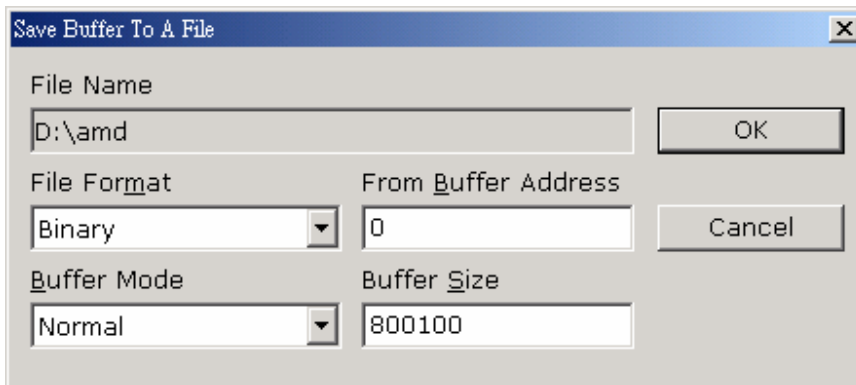 Save Buffer To A File
File Name
D:\amd
OK
File Format
From Buffer Address
Binary
0
Cancel
Buffer Mode
Buffer Size
Normal
800100